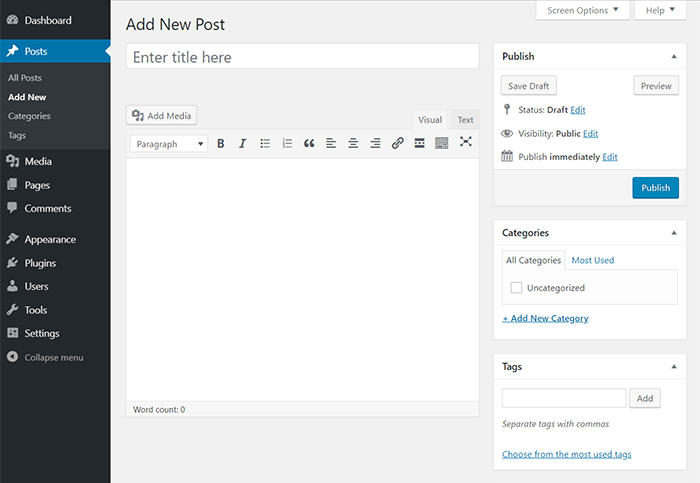 Dashboard
Posts
All Posts
Add New
Categories
Tags
Media
Pages
Comments
Appearance
Plugins
Users
Tools
Settings
Collapse menu
Screen Options
Help
Add New Post
Enter title here
Add Media
Visual
Text
Paragraph
B
I
Word count: 0
Publish
Save Draft
Preview
Status: Draft Edit
Visibility: Public Edit
Publish immediately Edit
Publish
Categories
All Categories
Most Used
Uncategorized
+ Add New Category
Tags
Add
Separate tags with commas
Choose from the most used tags